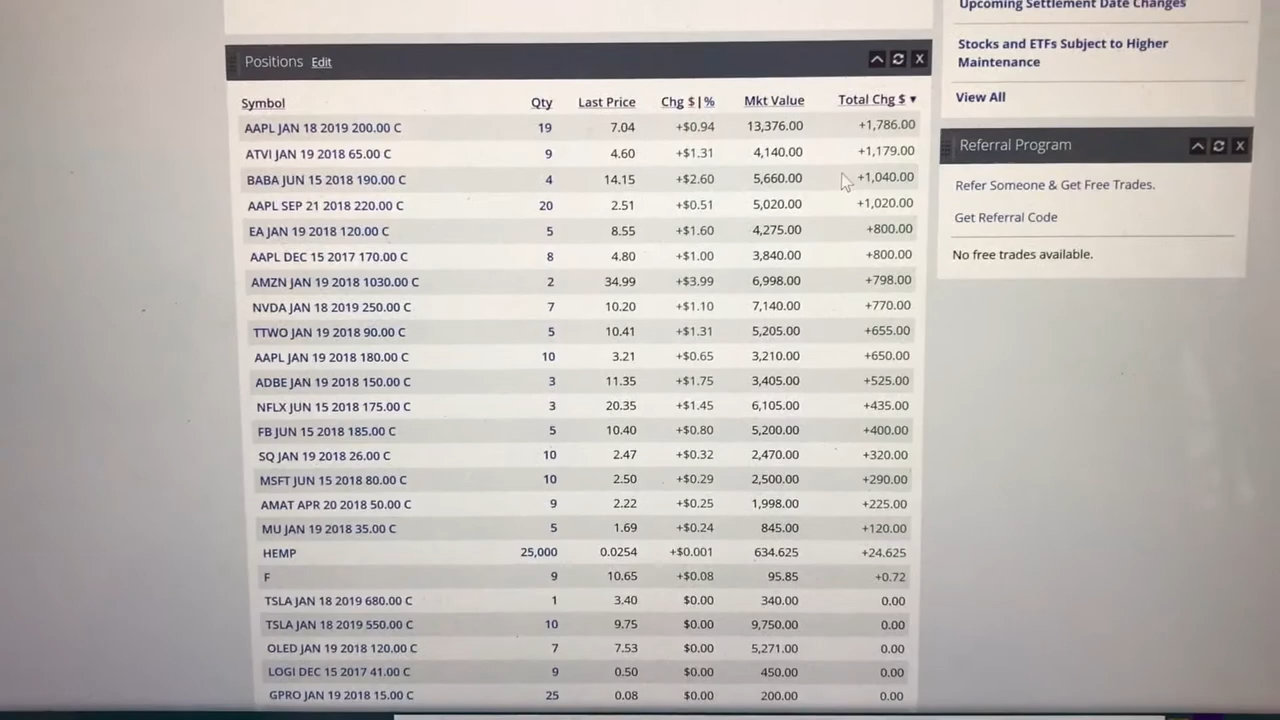 Upcoming Settlement Date Changes
Stocks and ETFs Subject to Higher
Maintenance
View All
Positions Edit
Symbol Qty Last Price Chg $|% Mkt Value Total Chg $ ▼
AAPL JAN 18 2019 200.00 C 19 7.04 +$0.94 13,376.00 +1,786.00
ATVI JAN 19 2018 65.00 C 9 4.60 +$1.31 4,140.00 +1,179.00
BABA JUN 15 2018 190.00 C 4 14.15 +$2.60 5,660.00 +1,040.00
AAPL SEP 21 2018 220.00 C 20 2.51 +$0.51 5,020.00 +1,020.00
EA JAN 19 2018 120.00 C 5 8.55 +$1.60 4,275.00 +800.00
AAPL DEC 15 2017 170.00 C 8 4.80 +$1.00 3,840.00 +800.00
AMZN JAN 19 2018 1030.00 C 2 34.99 +$3.99 6,998.00 +798.00
NVDA JAN 18 2019 250.00 C 7 10.20 +$1.10 7,140.00 +770.00
TTWO JAN 19 2018 90.00 C 5 10.41 +$1.31 5,205.00 +655.00
AAPL JAN 19 2018 180.00 C 10 3.21 +$0.65 3,210.00 +650.00
ADBE JAN 19 2018 150.00 C 3 11.35 +$1.75 3,405.00 +525.00
NFLX JUN 15 2018 175.00 C 3 20.35 +$1.45 6,105.00 +435.00
FB JUN 15 2018 185.00 C 5 10.40 +$0.80 5,200.00 +400.00
SQ JAN 19 2018 26.00 C 10 2.47 +$0.32 2,470.00 +320.00
MSFT JUN 15 2018 80.00 C 10 2.50 +$0.29 2,500.00 +290.00
AMAT APR 20 2018 50.00 C 9 2.22 +$0.25 1,998.00 +225.00
MU JAN 19 2018 35.00 C 5 1.69 +$0.24 845.00 +120.00
HEMP 25,000 0.0254 +$0.001 634.625 +24.625
F 9 10.65 +$0.08 95.85 +0.72
TSLA JAN 18 2019 680.00 C 1 3.40 $0.00 340.00 0.00
TSLA JAN 18 2019 550.00 C 10 9.75 $0.00 9,750.00 0.00
OLED JAN 19 2018 120.00 C 7 7.53 $0.00 5,271.00 0.00
LOGI DEC 15 2017 41.00 C 9 0.50 $0.00 450.00 0.00
GPRO JAN 19 2018 15.00 C 25 0.08 $0.00 200.00 0.00
Referral Program
Refer Someone & Get Free Trades.
Get Referral Code
No free trades available.